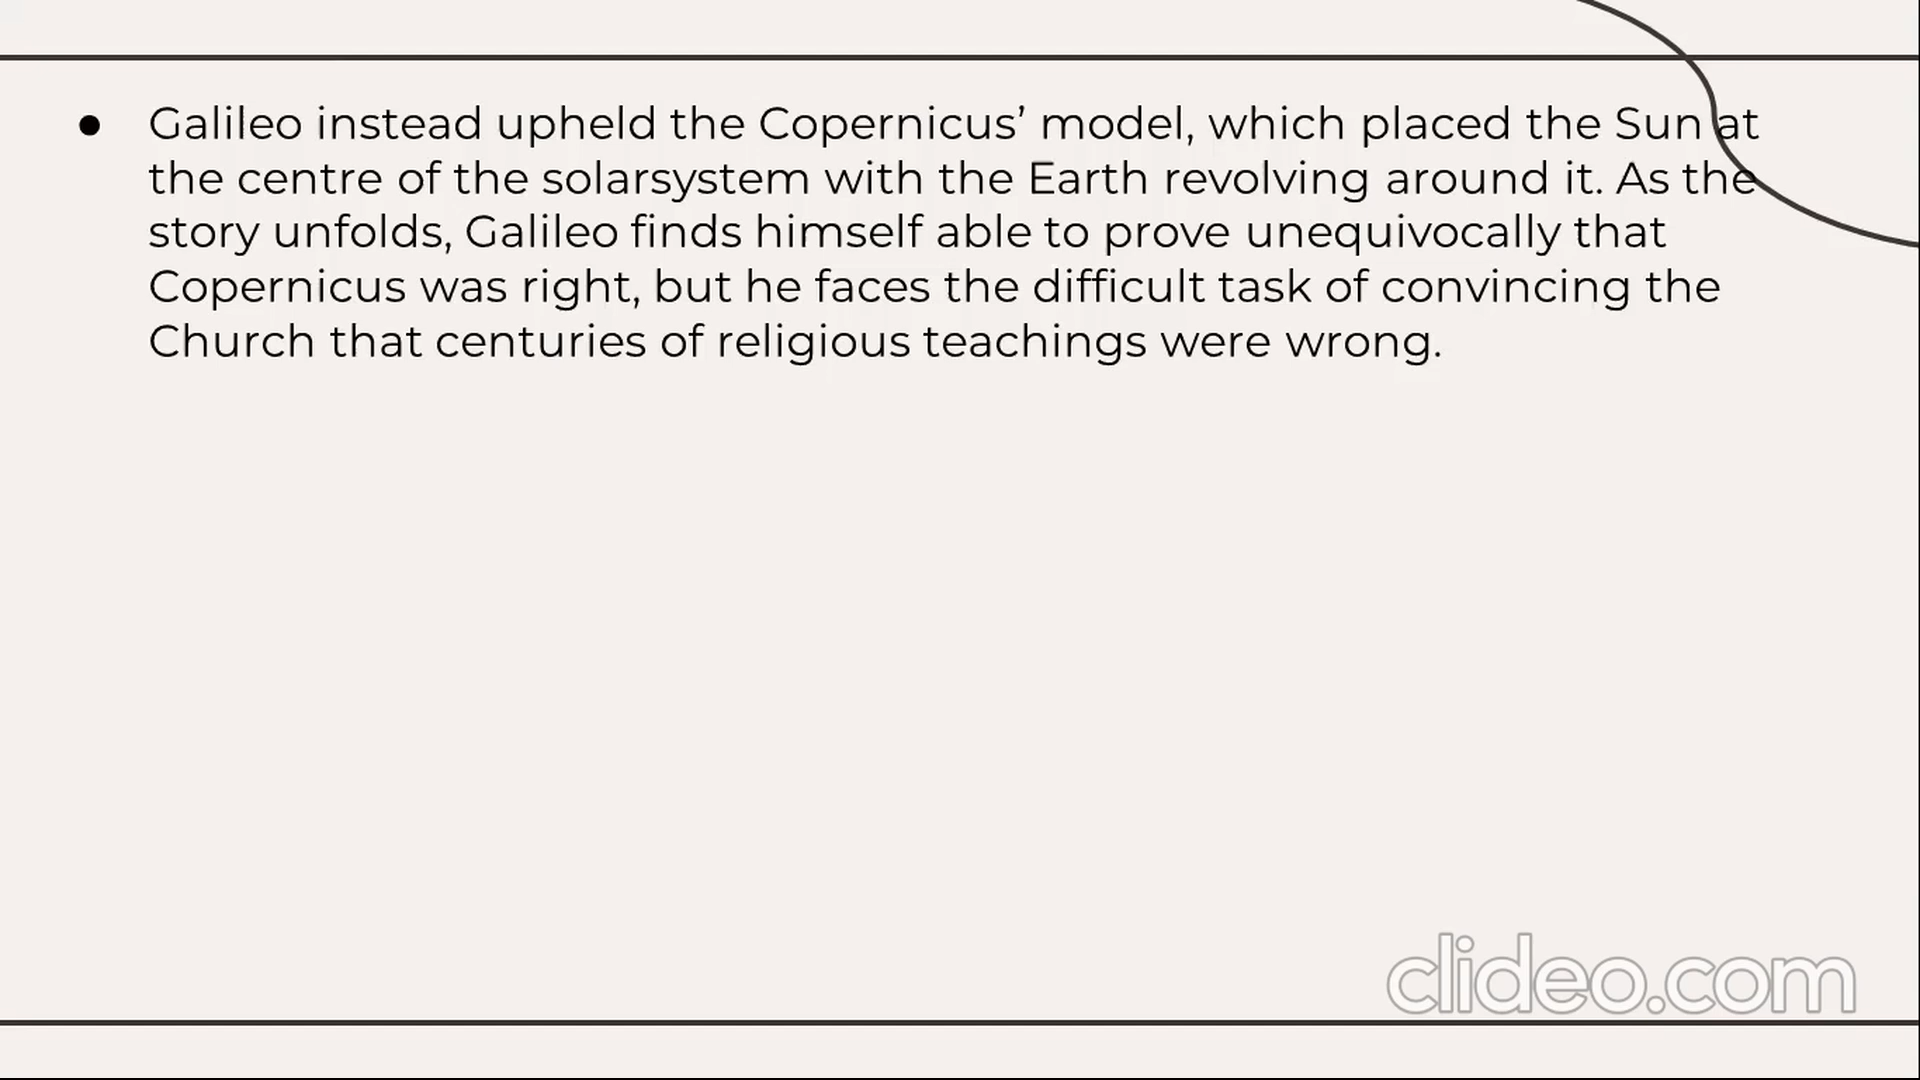 ● Galileo instead upheld the Copernicus’ model, which placed the Sun at
the centre of the solarsystem with the Earth revolving around it. As the
story unfolds, Galileo finds himself able to prove unequivocally that
Copernicus was right, but he faces the difficult task of convincing the
Church that centuries of religious teachings were wrong.
clideo.com